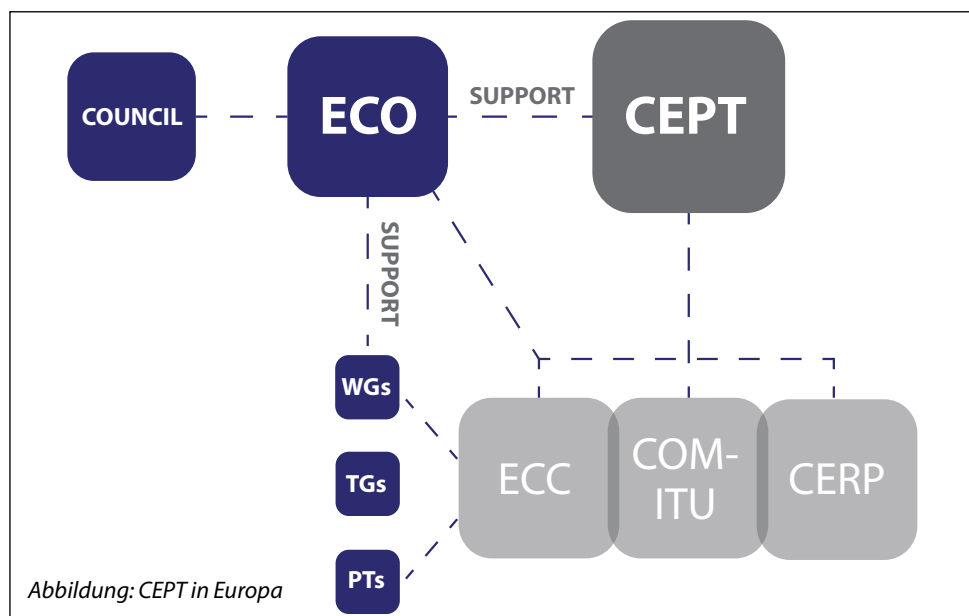 COUNCIL
ECO
SUPPORT
CEPT
SUPPORT
WGs
TGs
PTs
ECC
COM-
ITU
CERP
Abbildung: CEPT in Europa